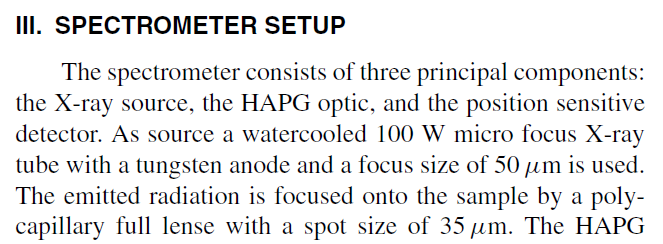 III. SPECTROMETER SETUP
The spectrometer consists of three principal components:
the X-ray source, the HAPG optic, and the position sensitive
detector. As source a watercooled 100 W micro focus X-ray
tube with a tungsten anode and a focus size of 50 μm is used.
The emitted radiation is focused onto the sample by a poly-
capillary full lense with a spot size of 35 μm. The HAPG